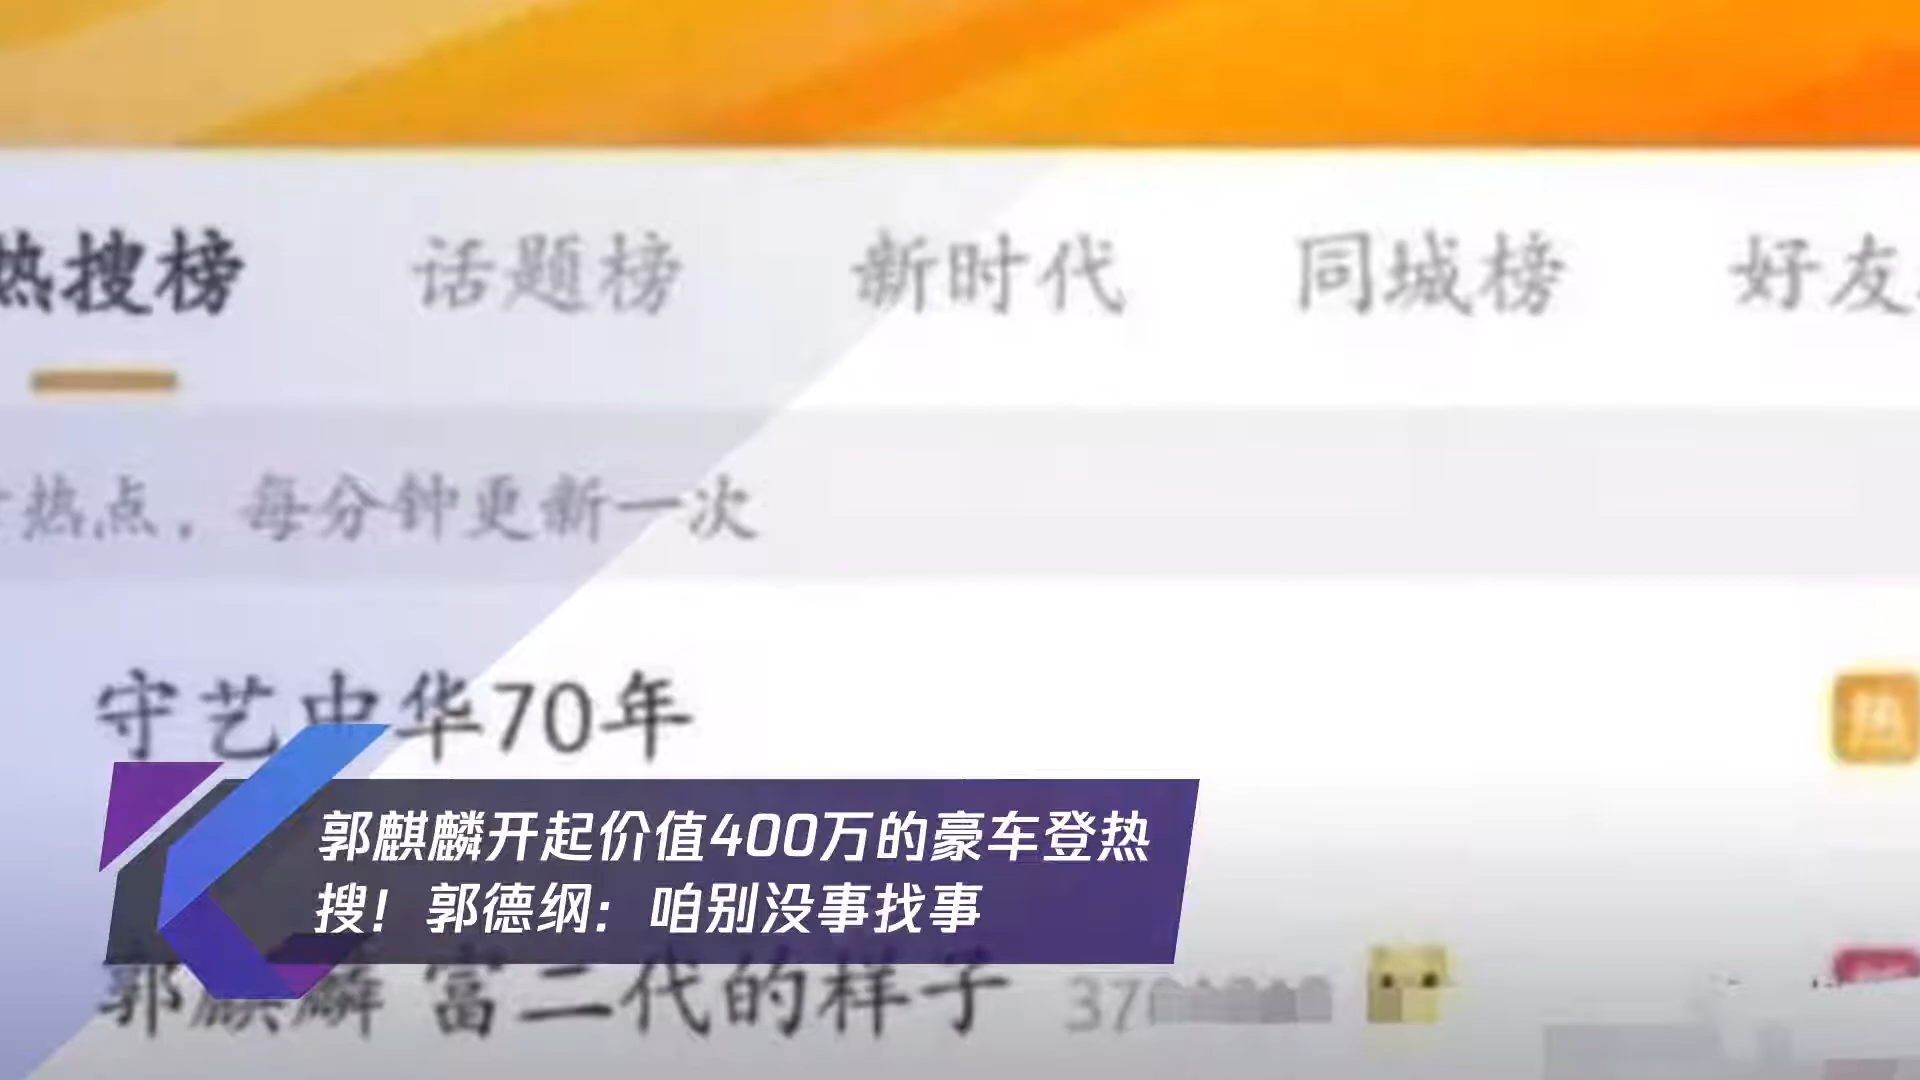 热搜榜 话题榜 新时代 同城榜 好友
热点，每分钟更新一次
守艺中华70年 热
郭麒麟开起价值400万的豪车登热
搜！郭德纲：咱别没事找事
郭麒麟 富二代的样子